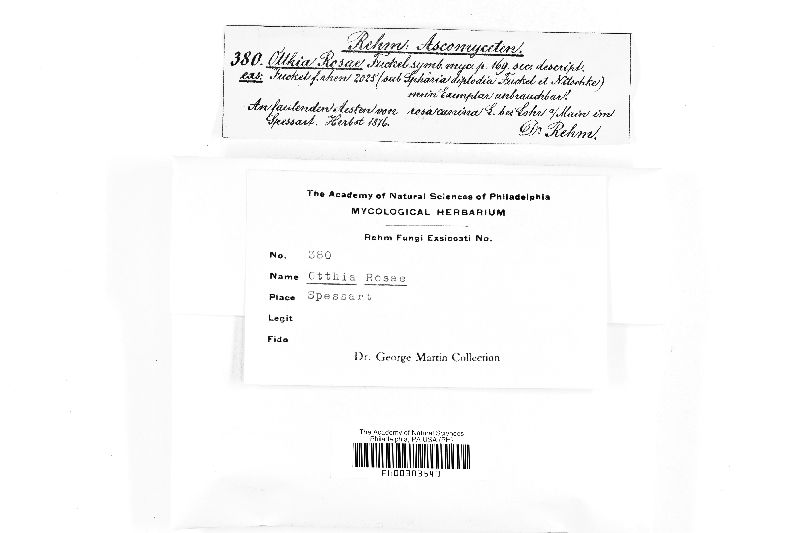 Rehm: Ascomyceten.
380. Otthia Rosae Fuckel symb. myc. p. 169. sec. descript.
exs: Fuckel f. rhen 2025 (sub Sphäria diplodia Fuckel et Nitschke)
mein Exemplar unbrauchbar!
An faulenden Aesten von rosa canina L. bei Lohr a/Main im
Spessart. Herbst 1876.
Dr. Rehm.
The Academy of Natural Sciences of Philadelphia
MYCOLOGICAL HERBARIUM
Rehm Fungi Exsiccati No.
No. 380
Name Otthia Rosae
Place Spessart
Legit
Fide
Dr. George Martin Collection
The Academy of Natural Sciences
Philadelphia, PA USA (PH)